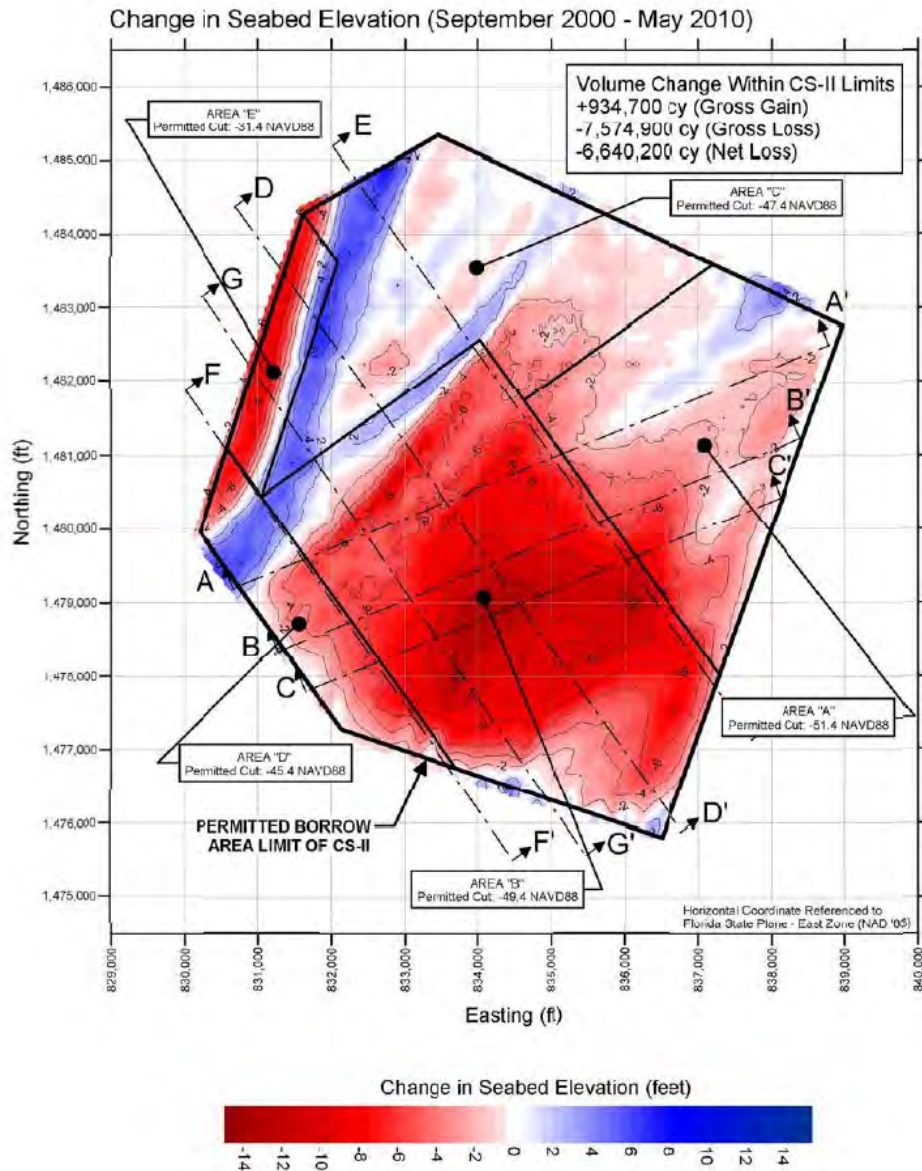 Change in Seabed Elevation (September 2000 - May 2010)
Volume Change Within CS-II Limits
+934,700 cy (Gross Gain)
-7,574,900 cy (Gross Loss)
-6,640,200 cy (Net Loss)
AREA "E"
Permitted Cut: -31.4 NAVD88
AREA "C"
Permitted Cut: -47.4 NAVD88
E
D
G
F
A'
B'
C'
A
B
C
AREA "A"
Permitted Cut: -51.4 NAVD88
AREA "D"
Permitted Cut: -45.4 NAVD88
PERMITTED BORROW
AREA LIMIT OF CS-II
D'
G'
F'
AREA "B"
Permitted Cut: -49.4 NAVD88
Horizontal Coordinate Referenced to
Florida State Plane - East Zone
Northing (ft)
1,486,000
1,485,000
1,484,000
1,483,000
1,482,000
1,481,000
1,480,000
1,479,000
1,478,000
1,477,000
1,476,000
1,475,000
829,000
830,000
831,000
832,000
833,000
834,000
835,000
836,000
837,000
838,000
839,000
840,000
Easting (ft)
Change in Seabed Elevation (feet)
-14
-12
-10
-8
-6
-4
-2
0
2
4
6
8
10
12
14